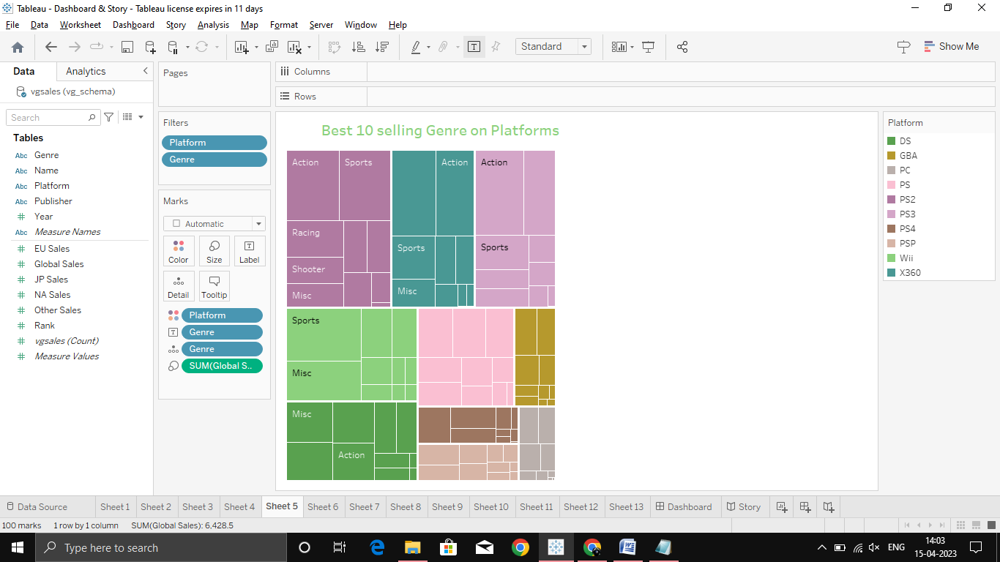 Tableau - Dashboard & Story - Tableau license expires in 11 days
File Data Worksheet Dashboard Story Analysis Map Format Server Window Help
Standard
Show Me
Data Analytics
vgsales (vg_schema)
Search
Tables
Abc Genre
Abc Name
Abc Platform
Abc Publisher
# Year
Abc Measure Names
# EU Sales
# Global Sales
# JP Sales
# NA Sales
# Other Sales
# Rank
# vgsales (Count)
# Measure Values
Pages
Filters
Platform
Genre
Marks
Automatic
Color Size Label
Detail Tooltip
Platform
Genre
Genre
SUM(Global S..
Columns
Rows
Best 10 selling Genre on Platforms
Action Sports Action Action
Racing
Sports Sports
Shooter
Misc Misc
Sports
Misc
Misc
Action
Platform
DS
GBA
PC
PS
PS2
PS3
PS4
PSP
Wii
X360
Data Source Sheet 1 Sheet 2 Sheet 3 Sheet 4 Sheet 5 Sheet 6 Sheet 7 Sheet 8 Sheet 9 Sheet 10 Sheet 11 Sheet 12 Sheet 13 Dashboard Story
100 marks 1 row by 1 column SUM(Global Sales): 6,428.5
Type here to search
ENG
14:03
15-04-2023